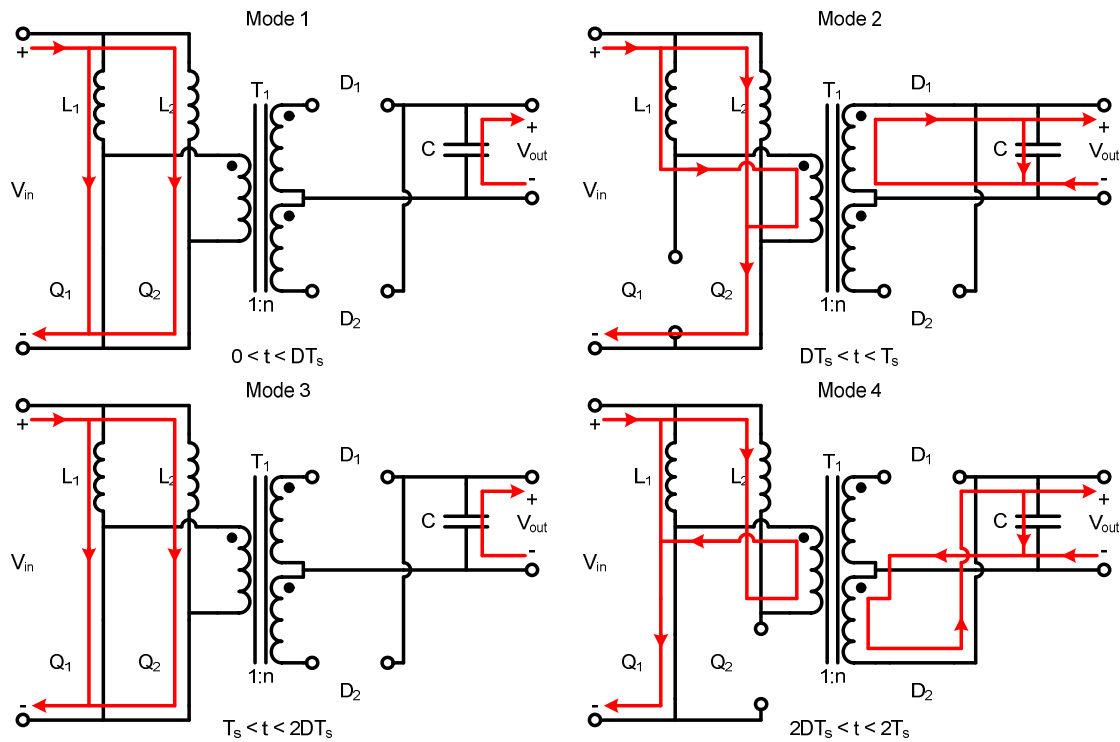 Mode 1
+
L₁
L₂
T₁
D₁
C
+
Vₒᵤₜ
-
Vᵢₙ
Q₁
Q₂
1:n
D₂
-
0 < t < DTₛ
Mode 2
+
L₁
L₂
T₁
D₁
C
+
Vₒᵤₜ
-
Vᵢₙ
Q₁
Q₂
1:n
D₂
-
DTₛ < t < Tₛ
Mode 3
+
L₁
L₂
T₁
D₁
C
+
Vₒᵤₜ
-
Vᵢₙ
Q₁
Q₂
1:n
D₂
-
Tₛ < t < 2DTₛ
Mode 4
+
L₁
L₂
T₁
D₁
C
+
Vₒᵤₜ
-
Vᵢₙ
Q₁
Q₂
1:n
D₂
-
2DTₛ < t < 2Tₛ